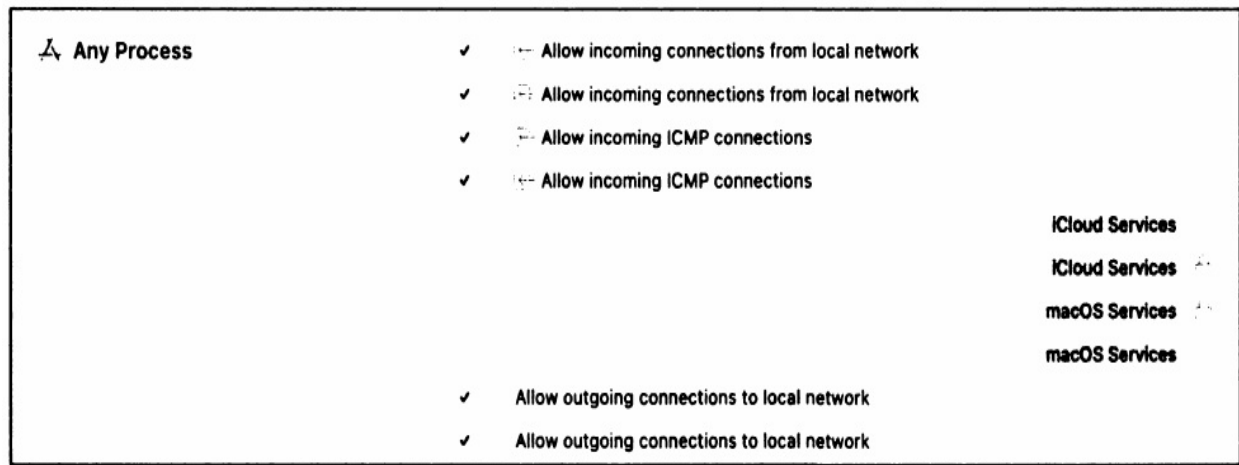 Any Process ✓ Allow incoming connections from local network
✓ Allow incoming connections from local network
✓ Allow incoming ICMP connections
✓ Allow incoming ICMP connections
iCloud Services
iCloud Services
macOS Services
macOS Services
✓ Allow outgoing connections to local network
✓ Allow outgoing connections to local network